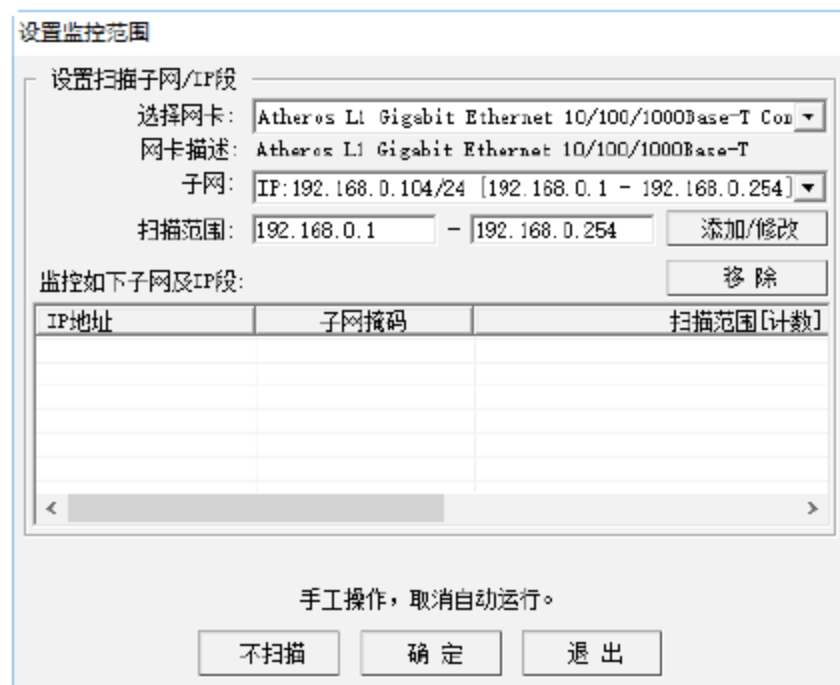 设置监控范围
设置扫描子网/IP段
选择网卡: Atheros L1 Gigabit Ethernet 10/100/1000Base-T Con
网卡描述: Atheros L1 Gigabit Ethernet 10/100/1000Base-T
子网: IP:192.168.0.104/24 [192.168.0.1 - 192.168.0.254]
扫描范围: 192.168.0.1 - 192.168.0.254 添加/修改
监控如下子网及IP段: 移除
IP地址 子网掩码 扫描范围[计数]
手工操作，取消自动运行。
不扫描 确定 退出